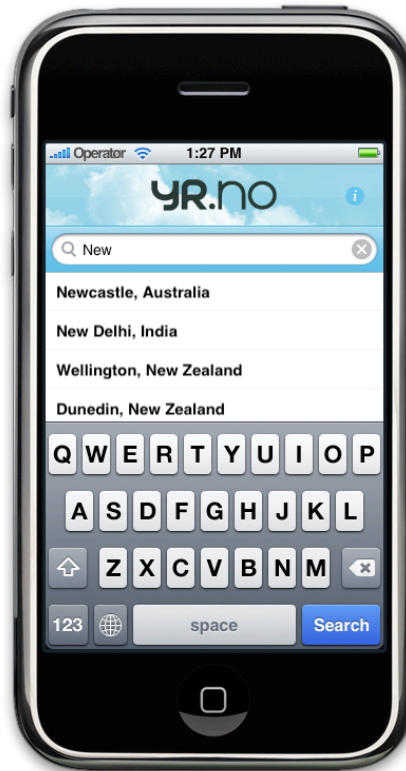 Operatør 1:27 PM
YR.NO
New
Newcastle, Australia
New Delhi, India
Wellington, New Zealand
Dunedin, New Zealand
Q W E R T Y U I O P
A S D F G H J K L
Z X C V B N M
123 space Search